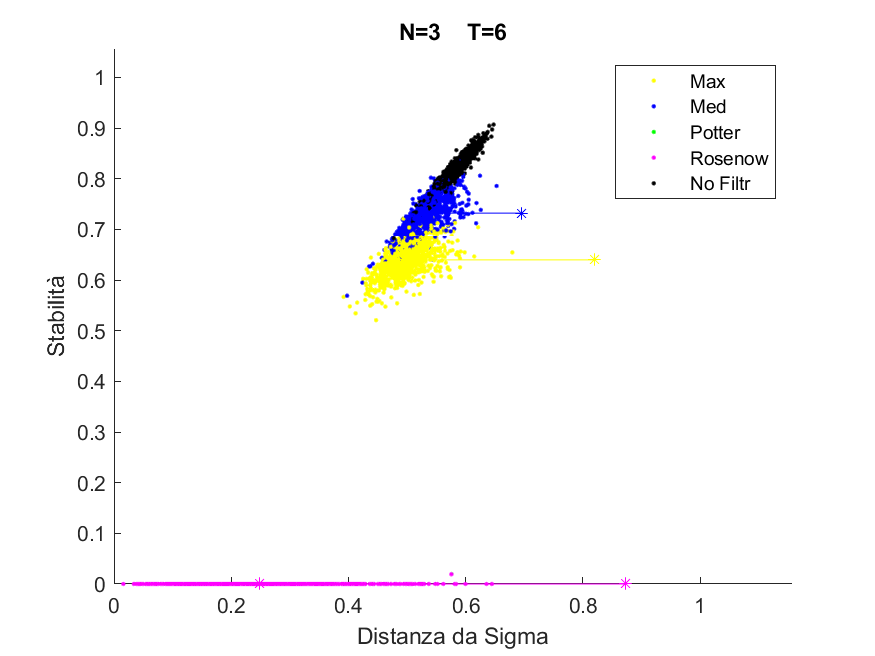 N=3 T=6
Max
Med
Potter
Rosenow
No Filtr
Stabilità
1
0.9
0.8
0.7
0.6
0.5
0.4
0.3
0.2
0.1
0
0 0.2 0.4 0.6 0.8 1
Distanza da Sigma